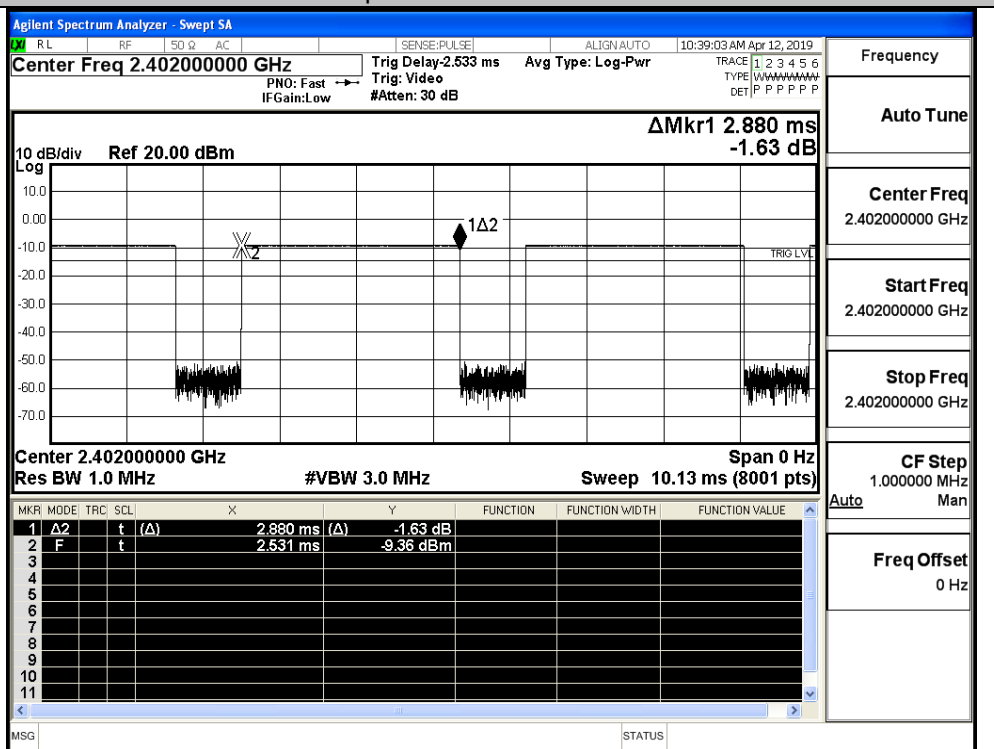 Agilent Spectrum Analyzer - Swept SA
LXI RL RF 50 Ω AC SENSE:PULSE ALIGN AUTO 10:39:03 AM Apr 12, 2019
Center Freq 2.402000000 GHz Trig Delay-2.533 ms Avg Type: Log-Pwr TRACE 1 2 3 4 5 6
PNO: Fast Trig: Video TYPE WWWWWW
IFGain:Low #Atten: 30 dB DET P P P P P P
ΔMkr1 2.880 ms
-1.63 dB
10 dB/div Ref 20.00 dBm
Log
10.0
0.00
-10.0
-20.0
-30.0
-40.0
-50.0
-60.0
-70.0
2
1Δ2
TRIG LVL
Center 2.402000000 GHz Span 0 Hz
Res BW 1.0 MHz #VBW 3.0 MHz Sweep 10.13 ms (8001 pts)
MKR MODE TRC SCL X Y FUNCTION FUNCTION WIDTH FUNCTION VALUE
1 Δ2 t (Δ) 2.880 ms (Δ) -1.63 dB
2 F t 2.531 ms -9.36 dBm
3
4
5
6
7
8
9
10
11
MSG STATUS
Frequency
Auto Tune
Center Freq
2.402000000 GHz
Start Freq
2.402000000 GHz
Stop Freq
2.402000000 GHz
CF Step
1.000000 MHz
Auto Man
Freq Offset
0 Hz